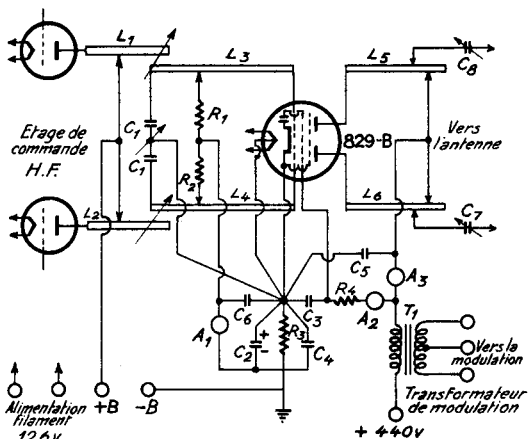 L1
L3
L5
C8
C1
R1
829-B
Etage de
commande
H.F.
C1
R2
Vers
l'antenne
L2
L4
L6
C7
C5
A3
R4
C6
C3
A2
T1
A1
C2
+
-
R3
C4
Vers la
modulation
Alimentation
filament
12,6v
+B
-B
Transformateur
de modulation
+ 440v